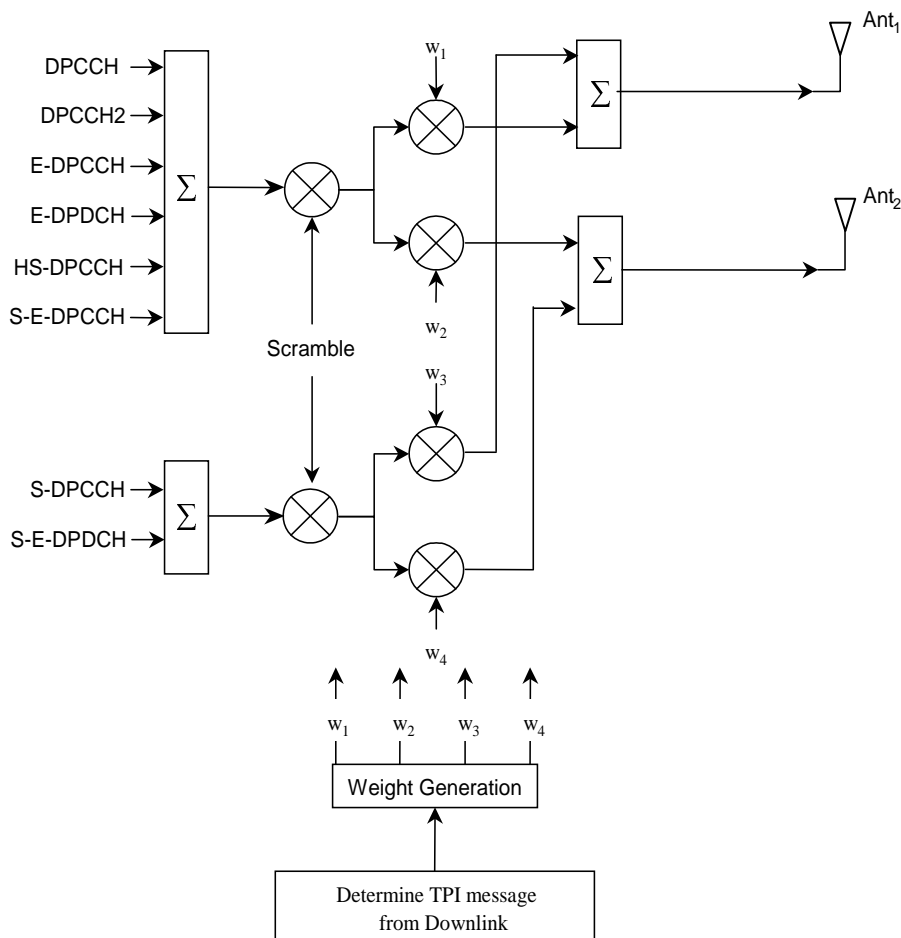 Ant₁
w₁
DPCCH
DPCCH2
E-DPCCH
E-DPDCH
HS-DPCCH
S-E-DPCCH
Σ
Σ
Ant₂
Σ
w₂
Scramble
w₃
S-DPCCH
S-E-DPDCH
Σ
w₄
w₁ w₂ w₃ w₄
Weight Generation
Determine TPI message
from Downlink